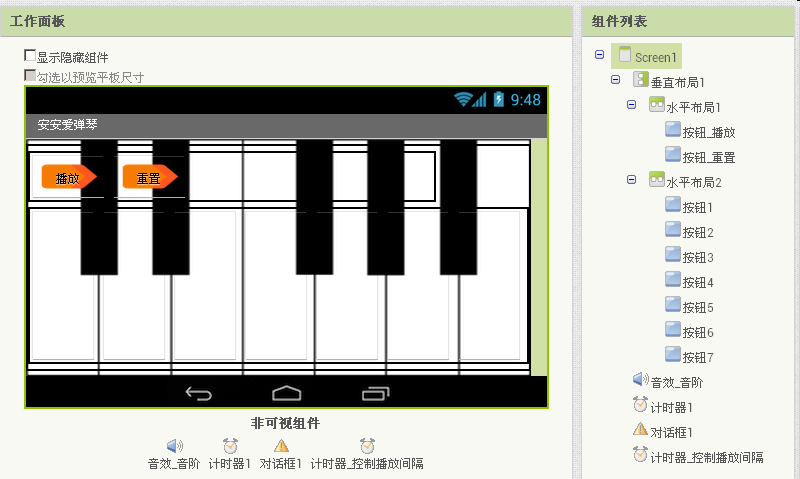 工作面板
显示隐藏组件
勾选以预览平板尺寸
9:48
安安爱弹琴
播放 重置
非可视组件
音效_音阶 计时器1 对话框1 计时器_控制播放间隔
组件列表
Screen1
垂直布局1
水平布局1
按钮_播放
按钮_重置
水平布局2
按钮1
按钮2
按钮3
按钮4
按钮5
按钮6
按钮7
音效_音阶
计时器1
对话框1
计时器_控制播放间隔